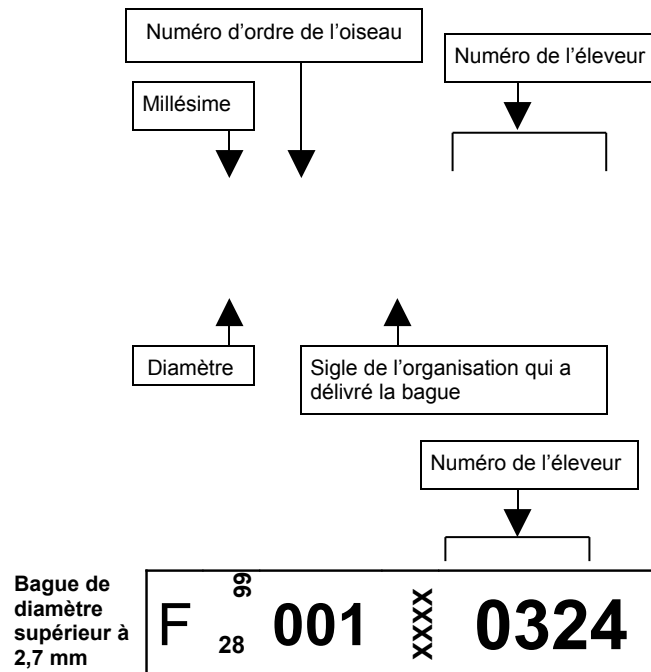 Numéro d’ordre de l’oiseau
Numéro de l’éleveur
Millésime
Diamètre
Sigle de l’organisation qui a
délivré la bague
Numéro de l’éleveur
Bague de
diamètre
supérieur à
2,7 mm
F 28 99 001 XXXX 0324